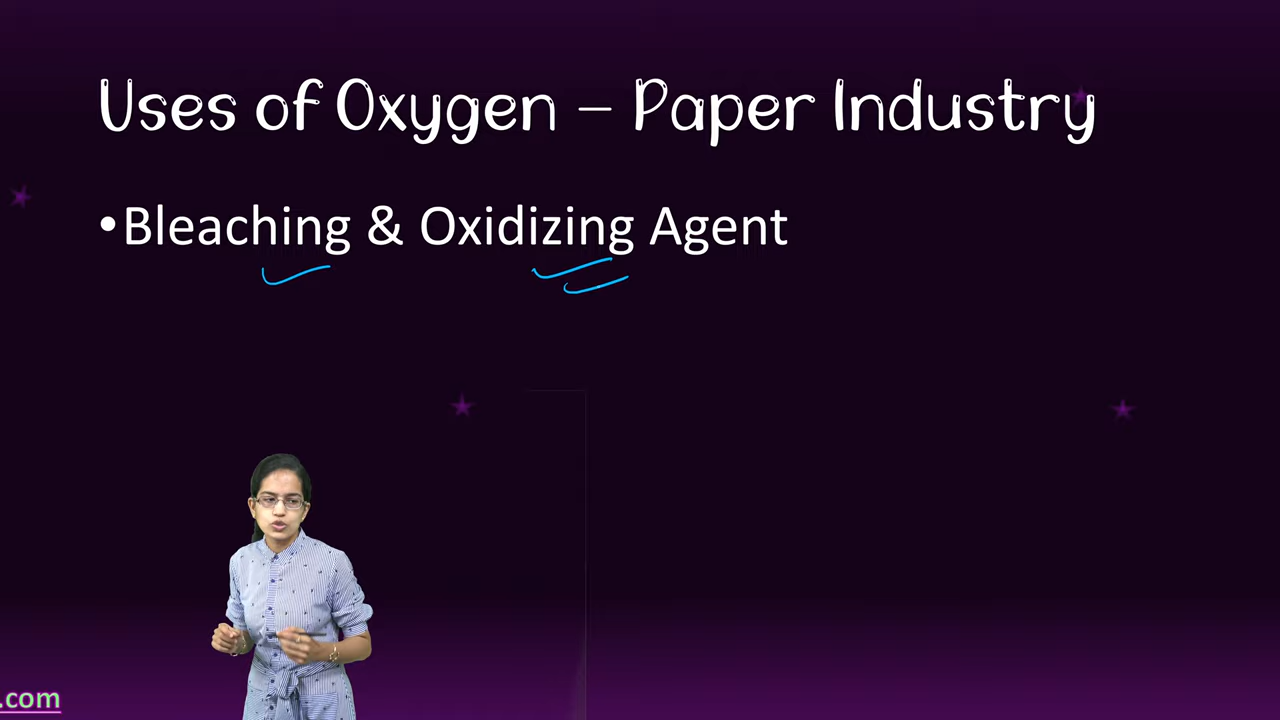 Uses of Oxygen – Paper Industry
•Bleaching & Oxidizing Agent
.com